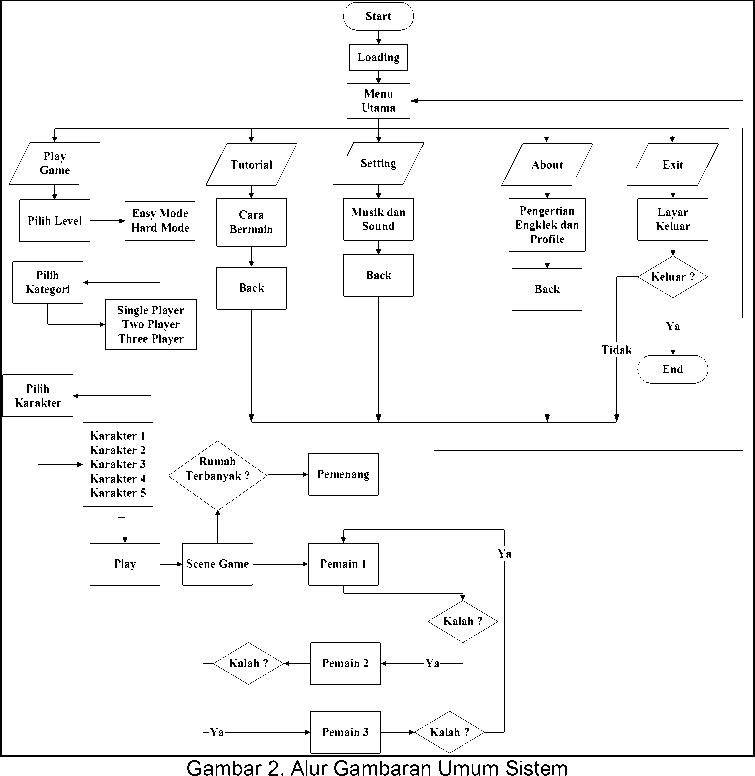 Start
Loading
Menu
Utama
Play
Game
Tutorial
Setting
About
Exit
Pilih Level
Easy Mode
Hard Mode
Cara
Bermain
Musik dan
Sound
Pengertian
Engklek dan
Profile
Layar
Keluar
Pilih
Kategori
Back
Back
Back
Keluar ?
Single Player
Two Player
Three Player
Ya
Tidak
End
Pilih
Karakter
Karakter 1
Karakter 2
Karakter 3
Karakter 4
Karakter 5
Rumah
Terbanyak ?
Pemenang
Play
Scene Game
Pemain 1
Ya
Kalah ?
Kalah ?
Pemain 2
Ya
Ya
Pemain 3
Kalah ?
Gambar 2. Alur Gambaran Umum Sistem